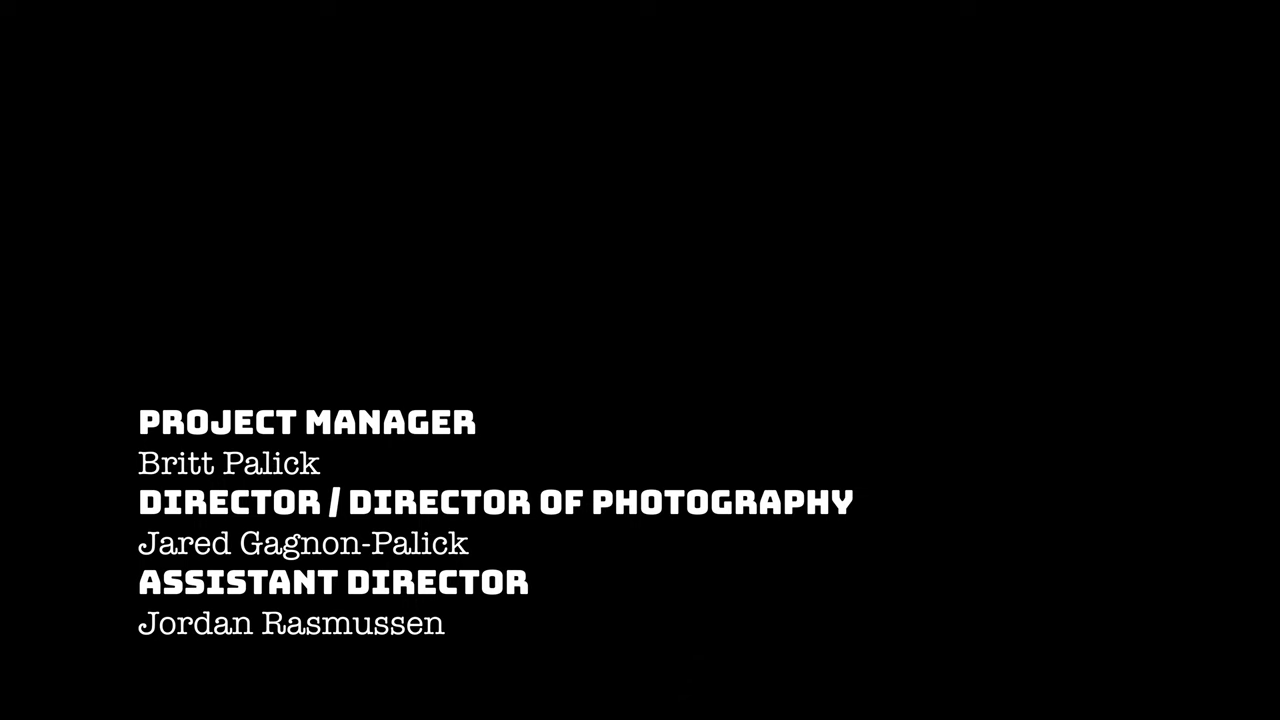 PROJECT MANAGER
Britt Palick
DIRECTOR / DIRECTOR OF PHOTOGRAPHY
Jared Gagnon-Palick
ASSISTANT DIRECTOR
Jordan Rasmussen